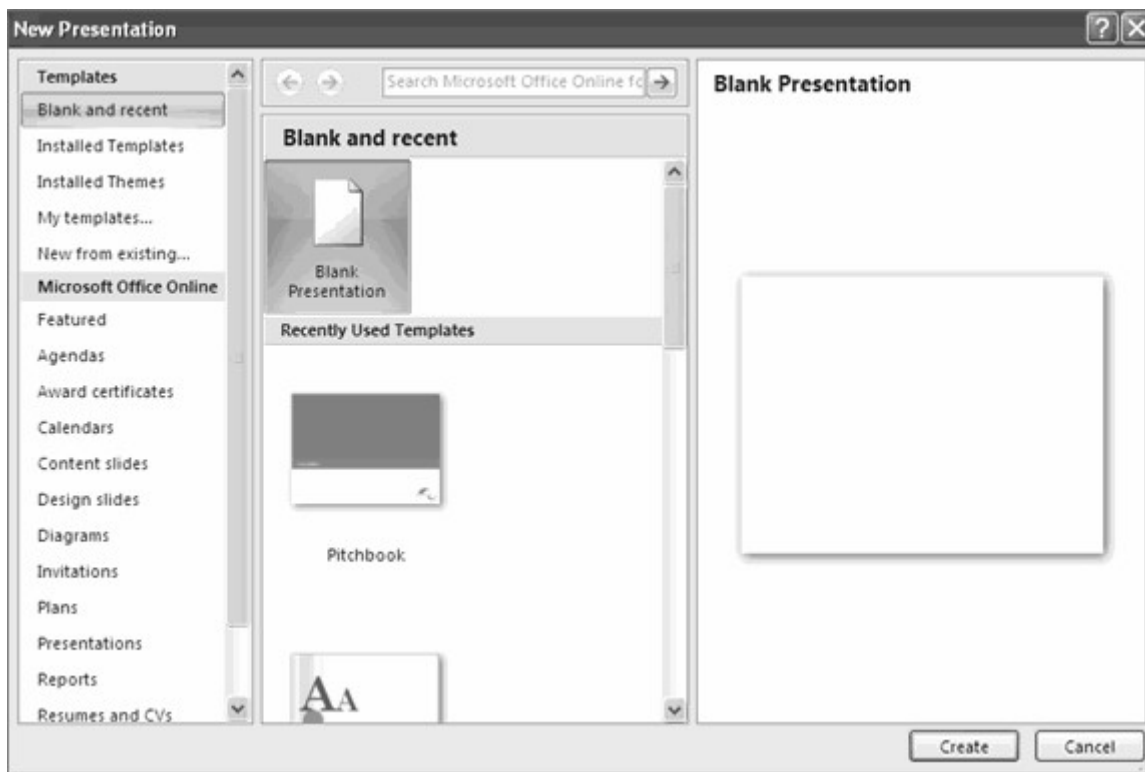 New Presentation
Templates
Blank and recent
Installed Templates
Installed Themes
My templates...
New from existing...
Microsoft Office Online
Featured
Agendas
Award certificates
Calendars
Content slides
Design slides
Diagrams
Invitations
Plans
Presentations
Reports
Resumes and CVs
Search Microsoft Office Online fo
Blank and recent
Blank
Presentation
Recently Used Templates
Pitchbook
AA
Blank Presentation
Create
Cancel